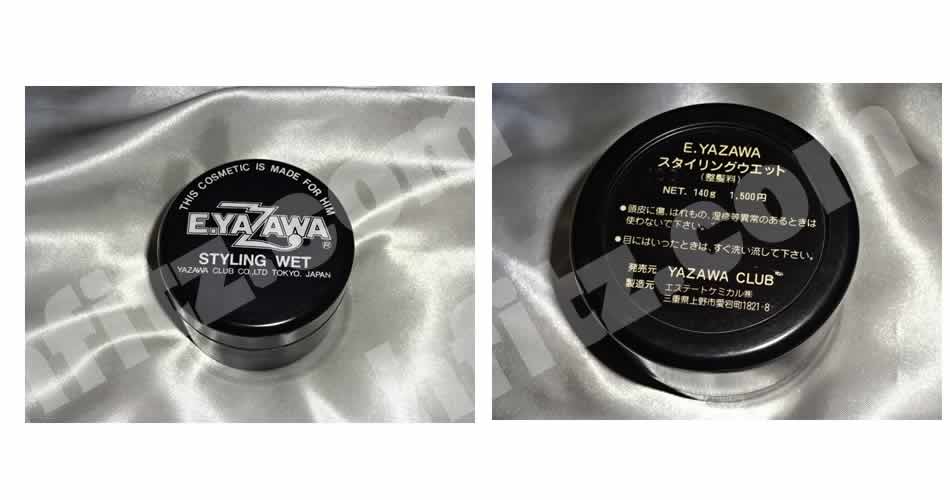 THIS COSMETIC IS MADE FOR HIM
E.YAZAWA®
STYLING WET
YAZAWA CLUB CO.,LTD TOKYO. JAPAN
E.YAZAWA
スタイリングウエット
(整髪料)
NET. 140g 1,500円
●頭皮に傷、はれもの、湿疹等異常のあるときは
使わないで下さい。
●目にはいったときは、すぐ洗い流して下さい。
発売元 YAZAWA CLUB
製造元 エステートケミカル㈱
三重県上野市愛宕町1821-8